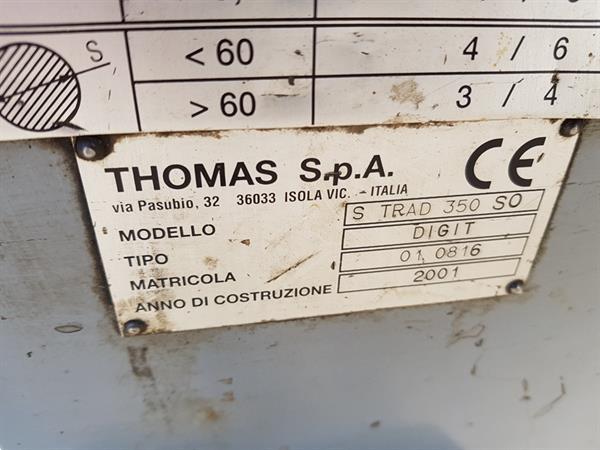 S
< 60 4 / 6
> 60 3 / 4
THOMAS S.p.A. CE
via Pasubio, 32 36033 ISOLA VIC. - ITALIA
MODELLO S TRAD 350 SO
TIPO DIGIT
MATRICOLA 01 0816
ANNO DI COSTRUZIONE 2001